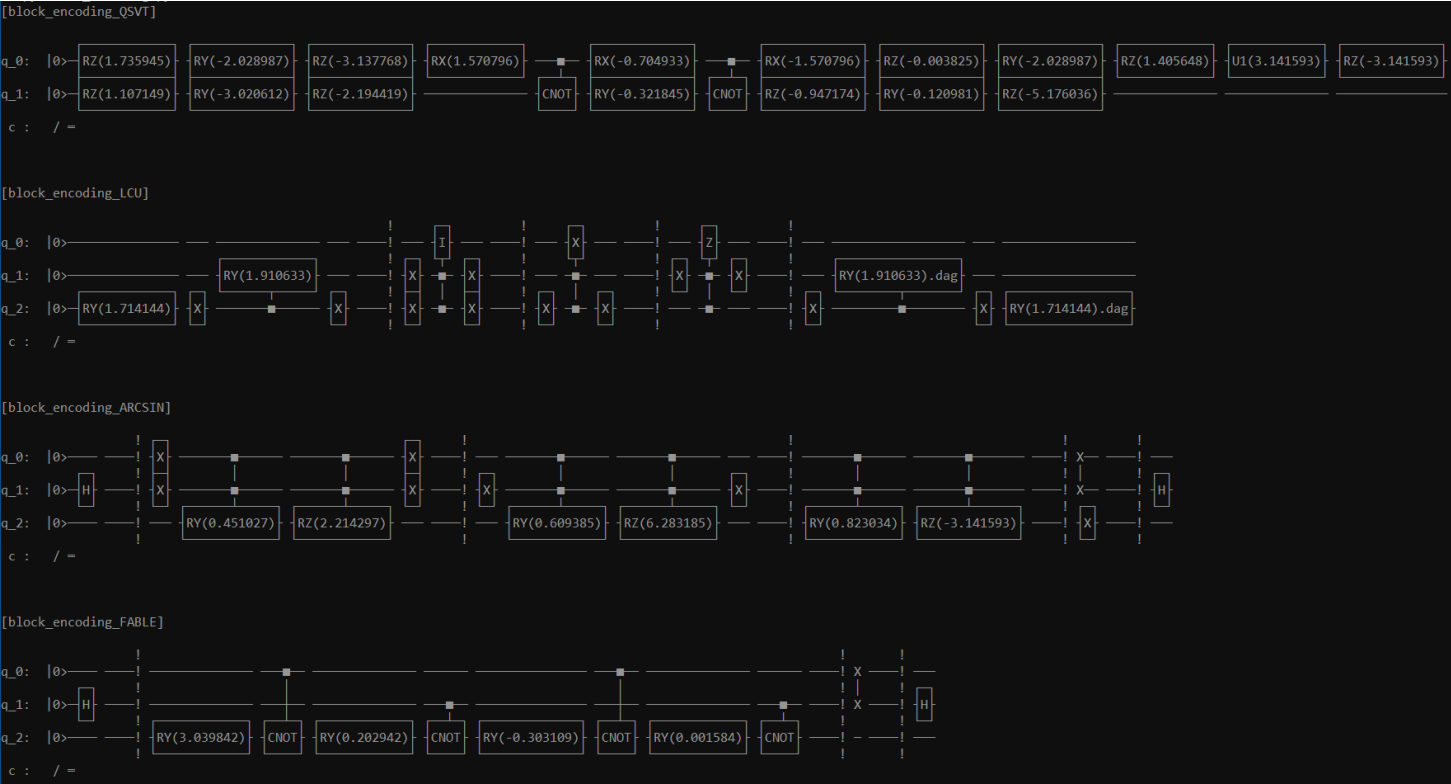 [block_encoding_QSVT]
q_0: |0> RZ(1.735945) RY(-2.028987) RZ(-3.137768) RX(1.570796) RX(-0.704933) RX(-1.570796) RZ(-0.003825) RY(-2.028987) RZ(1.405648) U1(3.141593) RZ(-3.141593)
q_1: |0> RZ(1.107149) RY(-3.020612) RZ(-2.194419) CNOT RY(-0.321845) CNOT RZ(-0.947174) RY(-0.120981) RZ(-5.176036)
c : / =
[block_encoding_LCU]
! ! ! !
q_0: |0> ! I ! X ! Z !
! ! ! !
q_1: |0> RY(1.910633) ! X X ! ! X X ! RY(1.910633).dag
! ! ! !
q_2: |0> RY(1.714144) X X ! X X ! X X ! ! X X RY(1.714144).dag
! ! ! !
c : / =
[block_encoding_ARCSIN]
! ! ! ! !
q_0: |0> ! X X ! ! ! X !
! ! ! ! !
q_1: |0> H ! X X ! X X ! ! X ! H
! ! ! ! !
q_2: |0> ! RY(0.451027) RZ(2.214297) ! RY(0.609385) RZ(6.283185) ! RY(0.823034) RZ(-3.141593) ! X !
! ! ! ! !
c : / =
[block_encoding_FABLE]
! ! !
q_0: |0> ! ! X !
! ! !
q_1: |0> H ! ! X ! H
! ! !
q_2: |0> ! RY(3.039842) CNOT RY(0.202942) CNOT RY(-0.303109) CNOT RY(0.001584) CNOT ! !
! ! !
c : / =